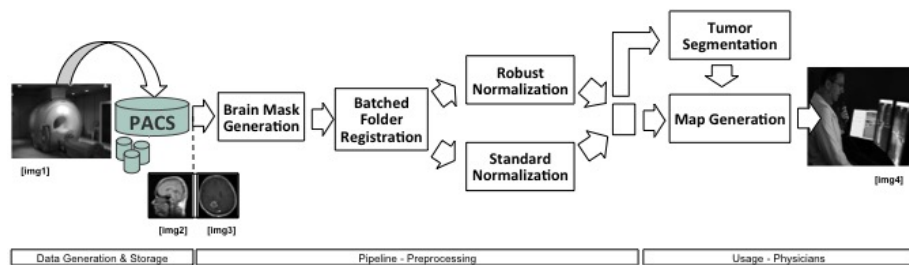 Tumor
Segmentation
Robust
Normalization
PACS
Brain Mask
Generation
Batched
Folder
Registration
Map Generation
Standard
Normalization
[img1]
[img4]
[img2]
[img3]
Data Generation & Storage
Pipeline - Preprocessing
Usage - Physicians